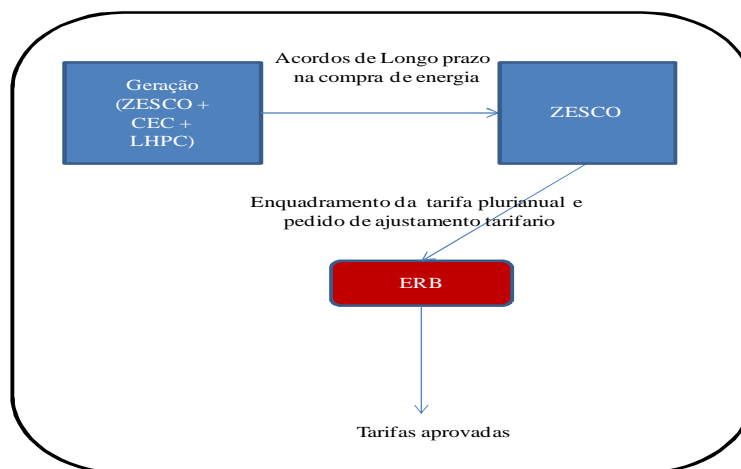 Acordos de Longo prazo
na compra de energia
Geração
(ZESCO +
CEC +
LHPC)
ZESCO
Enquadramento da tarifa plurianual e
pedido de ajustamento tarifario
ERB
Tarifas aprovadas